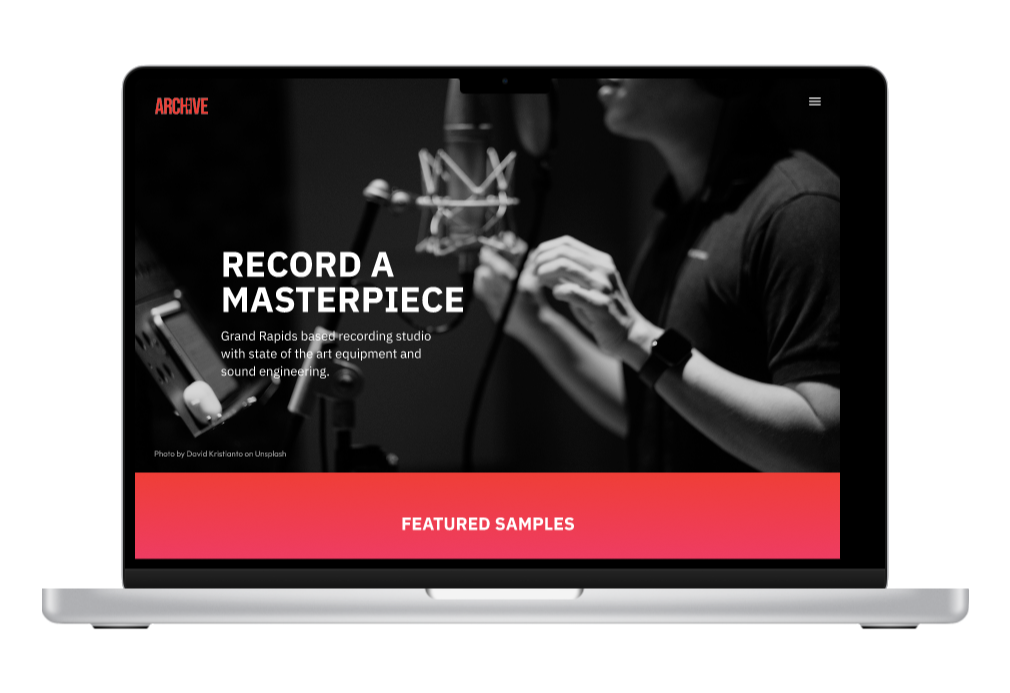 ARCHIVE
RECORD A
MASTERPIECE
Grand Rapids based recording studio
with state of the art equipment and
sound engineering.
Photo by David Kristianto on Unsplash
FEATURED SAMPLES